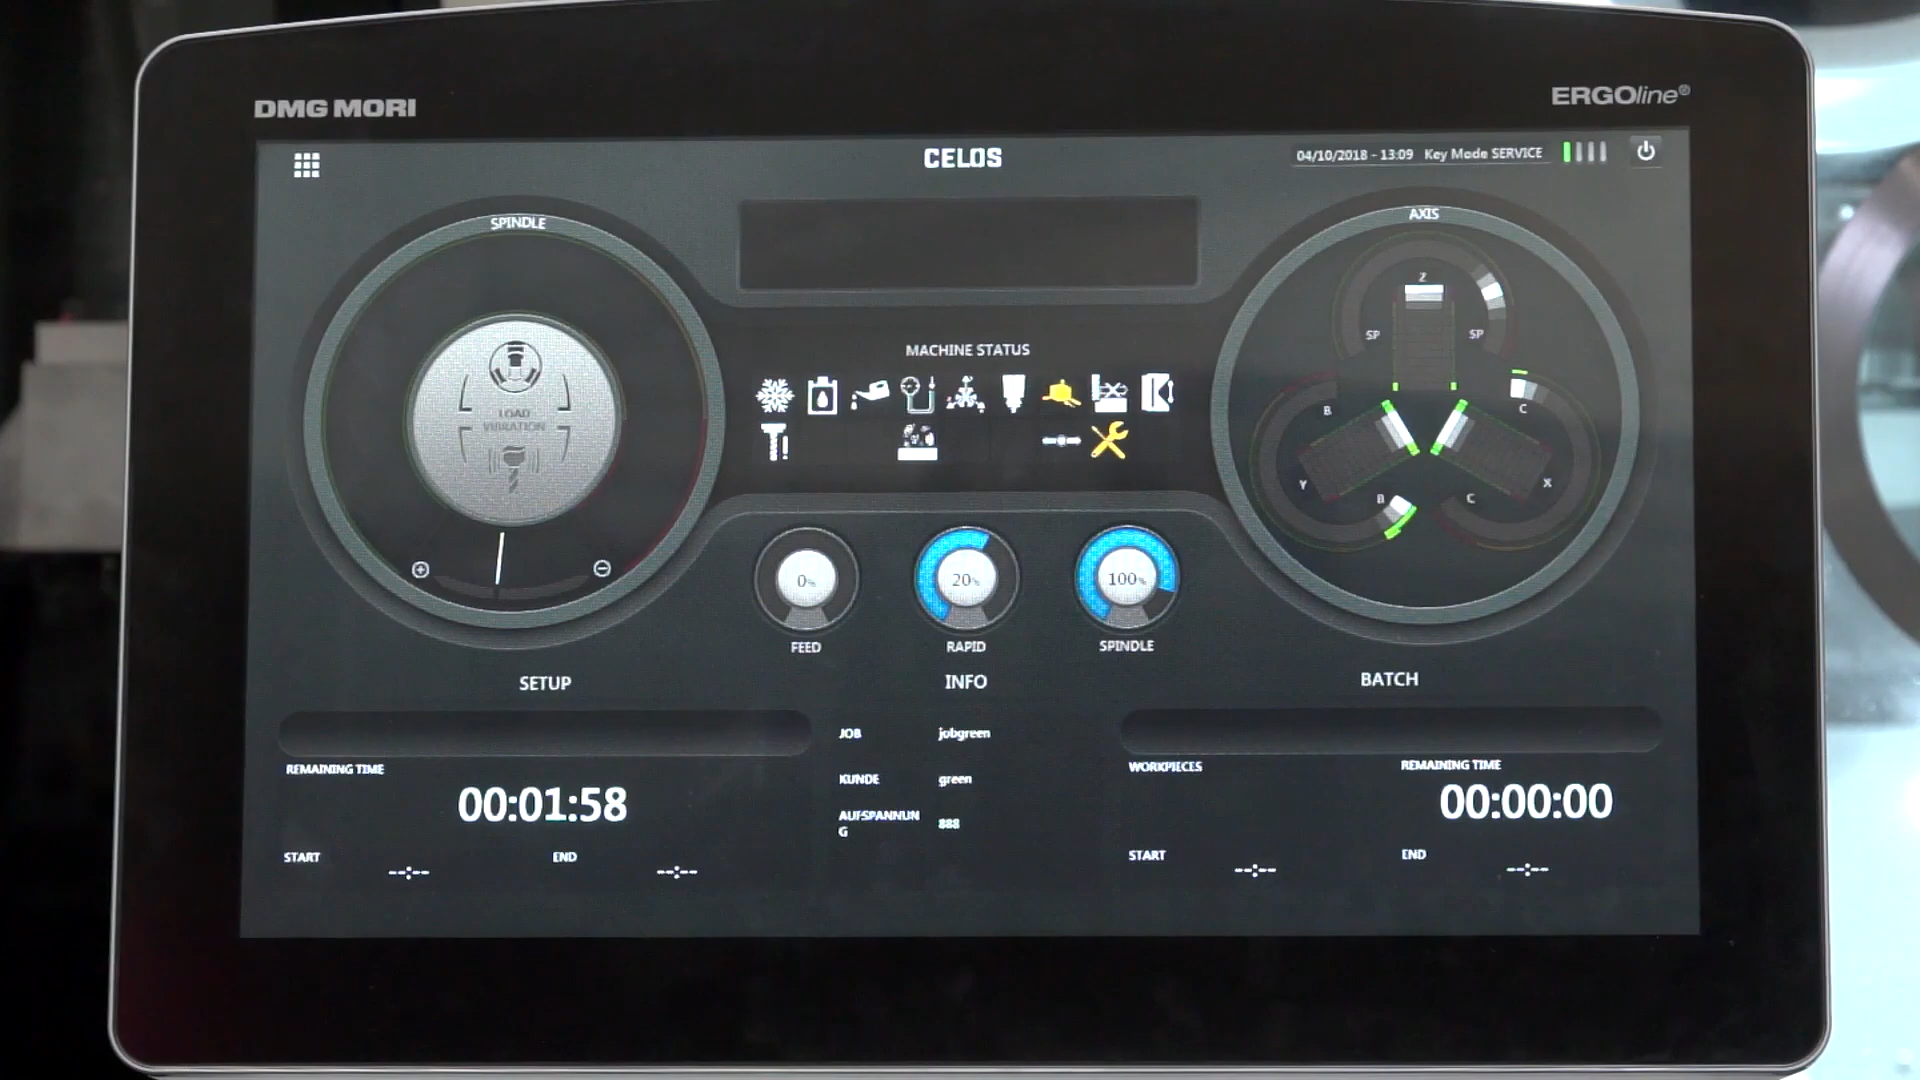 DMG MORI
ERGOline®
CELOS
04/10/2018 - 13:09 Key Mode SERVICE
SPINDLE
AXIS
Z
SP SP
MACHINE STATUS
B
C
LOAD
VIBRATION
Y
B
C
X
0%
20%
100%
FEED
RAPID
SPINDLE
SETUP
INFO
BATCH
JOB jobgreen
REMAINING TIME
00:01:58
KUNDE green
WORKPIECES
REMAINING TIME
00:00:00
AUFSPANNUN
G
888
START
--:--
END
--:--
START
--:--
END
--:--